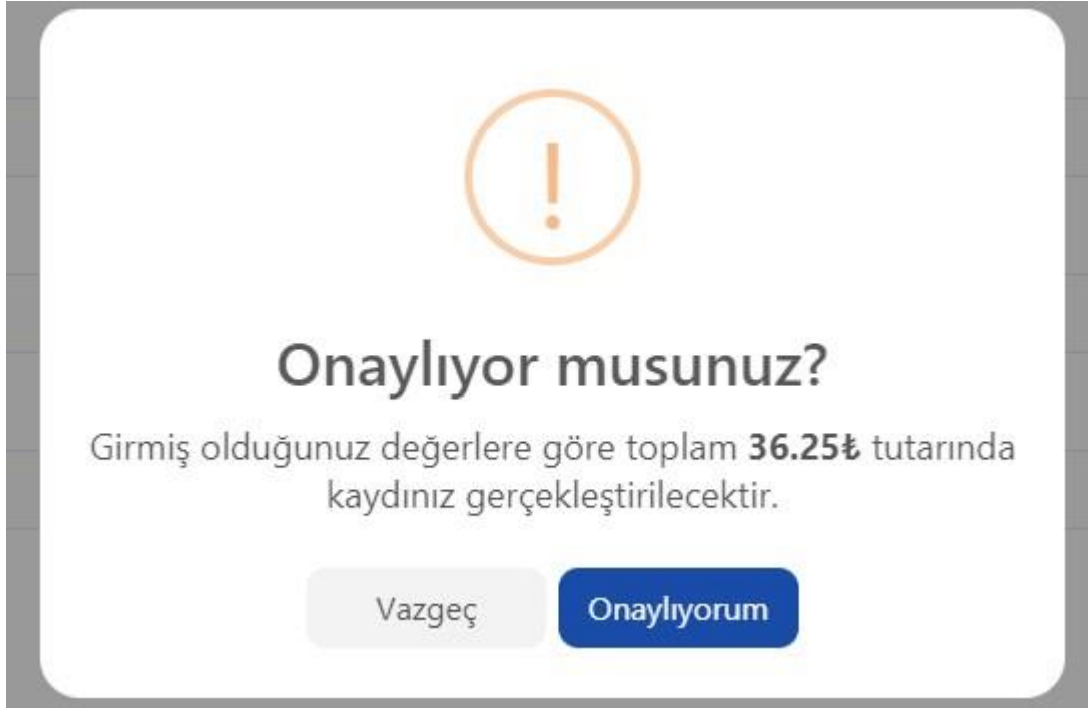 Onaylıyor musunuz?
Girmiş olduğunuz değerlere göre toplam 36.25₺ tutarında
kaydınız gerçekleştirilecektir.
Vazgeç
Onaylıyorum